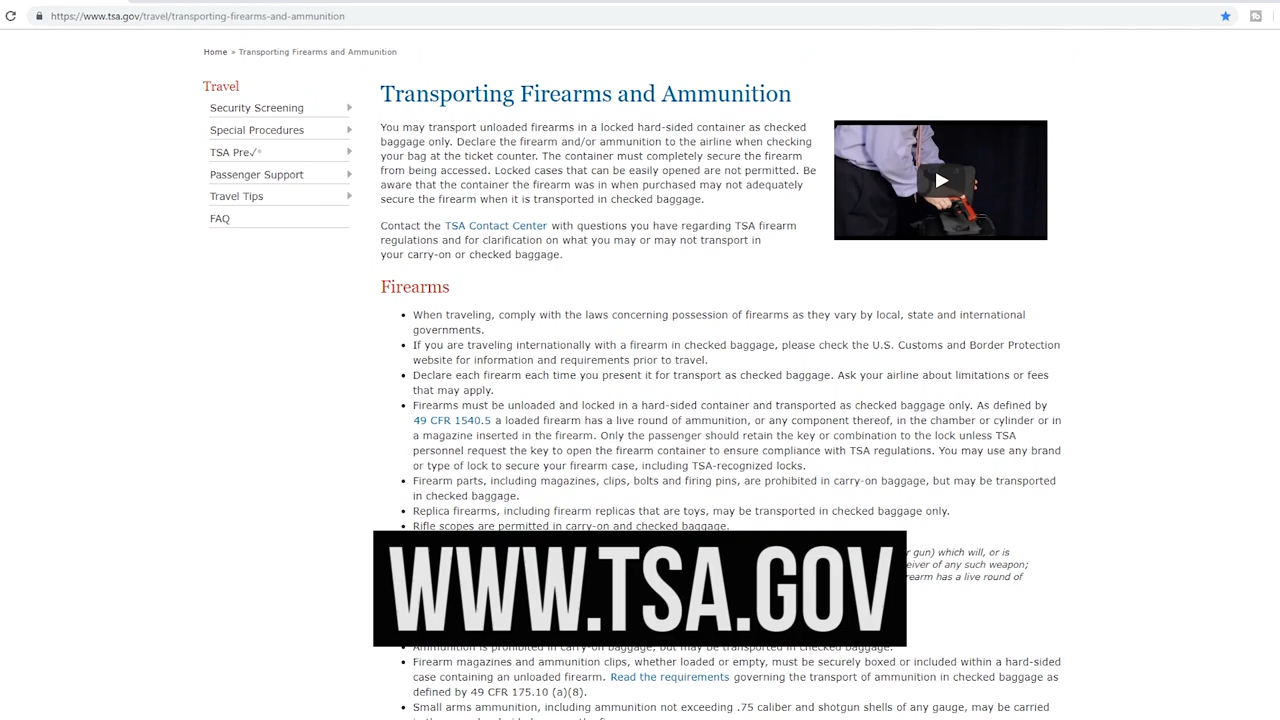 https://www.tsa.gov/travel/transporting-firearms-and-ammunition
Home » Transporting Firearms and Ammunition
Travel
Security Screening
Special Procedures
TSA Pre✓®
Passenger Support
Travel Tips
FAQ
Transporting Firearms and Ammunition
You may transport unloaded firearms in a locked hard-sided container as checked
baggage only. Declare the firearm and/or ammunition to the airline when checking
your bag at the ticket counter. The container must completely secure the firearm
from being accessed. Locked cases that can be easily opened are not permitted. Be
aware that the container the firearm was in when purchased may not adequately
secure the firearm when it is transported in checked baggage.
Contact the TSA Contact Center with questions you have regarding TSA firearm
regulations and for clarification on what you may or may not transport in
your carry-on or checked baggage.
Firearms
• When traveling, comply with the laws concerning possession of firearms as they vary by local, state and international
governments.
• If you are traveling internationally with a firearm in checked baggage, please check the U.S. Customs and Border Protection
website for information and requirements prior to travel.
• Declare each firearm each time you present it for transport as checked baggage. Ask your airline about limitations or fees
that may apply.
• Firearms must be unloaded and locked in a hard-sided container and transported as checked baggage only. As defined by
49 CFR 1540.5 a loaded firearm has a live round of ammunition, or any component thereof, in the chamber or cylinder or in
a magazine inserted in the firearm. Only the passenger should retain the key or combination to the lock unless TSA
personnel request the key to open the firearm container to ensure compliance with TSA regulations. You may use any brand
or type of lock to secure your firearm case, including TSA-recognized locks.
• Firearm parts, including magazines, clips, bolts and firing pins, are prohibited in carry-on baggage, but may be transported
in checked baggage.
• Replica firearms, including firearm replicas that are toys, may be transported in checked baggage only.
• Rifle scopes are permitted in carry-on and checked baggage.
gun) which will, or is
of any such weapon;
has a live round of
WWW.TSA.GOV
Ammunition is prohibited in carry-on baggage, but may be transported in checked baggage.
• Firearm magazines and ammunition clips, whether loaded or empty, must be securely boxed or included within a hard-sided
case containing an unloaded firearm. Read the requirements governing the transport of ammunition in checked baggage as
defined by 49 CFR 175.10 (a)(8).
• Small arms ammunition, including ammunition not exceeding .75 caliber and shotgun shells of any gauge, may be carried